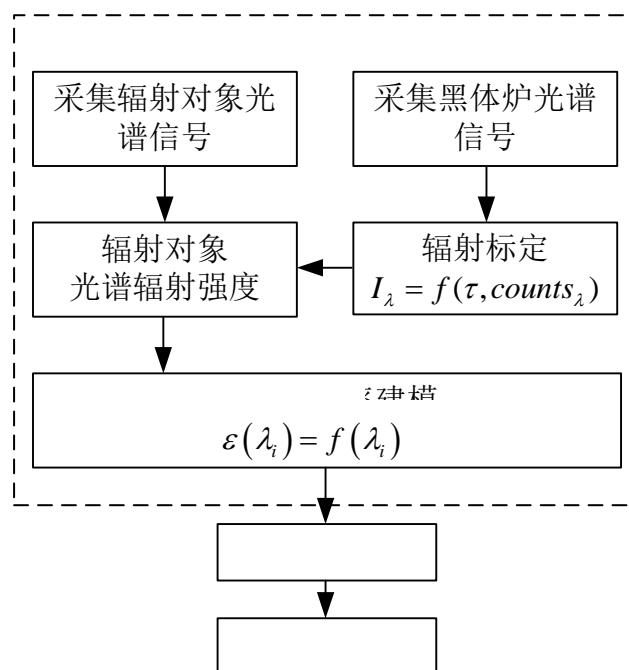 采集辐射对象光
谱信号
采集黑体炉光谱
信号
辐射对象
光谱辐射强度
辐射标定
I_λ = f(τ,counts_λ)
建模
ε(λ_i) = f(λ_i)